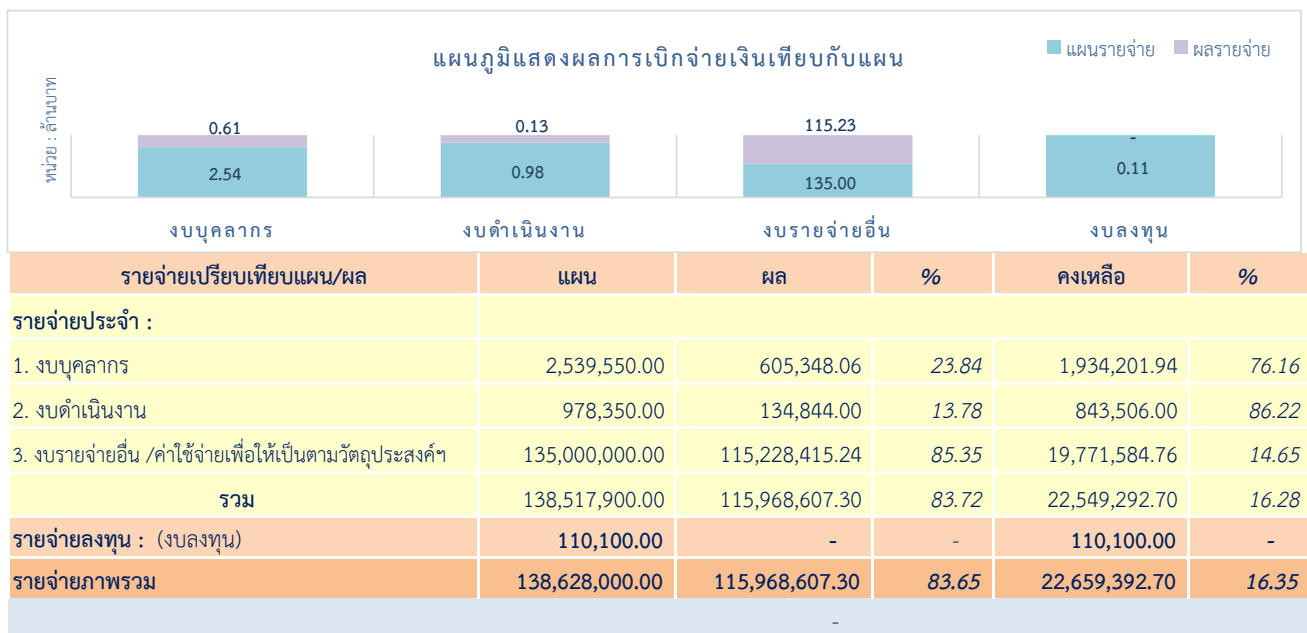 แผนภูมิแสดงผลการเบิกจ่ายเงินเทียบกับแผน
แผนรายจ่าย ผลรายจ่าย
หน่วย : ล้านบาท
0.61 0.13 115.23 -
2.54 0.98 135.00 0.11
งบบุคลากร งบดำเนินงาน งบรายจ่ายอื่น งบลงทุน
รายจ่ายเปรียบเทียบแผน/ผล แผน ผล % คงเหลือ %
รายจ่ายประจำ :
1. งบบุคลากร 2,539,550.00 605,348.06 23.84 1,934,201.94 76.16
2. งบดำเนินงาน 978,350.00 134,844.00 13.78 843,506.00 86.22
3. งบรายจ่ายอื่น /ค่าใช้จ่ายเพื่อให้เป็นตามวัตถุประสงค์ฯ 135,000,000.00 115,228,415.24 85.35 19,771,584.76 14.65
รวม 138,517,900.00 115,968,607.30 83.72 22,549,292.70 16.28
รายจ่ายลงทุน : (งบลงทุน) 110,100.00 - - 110,100.00 -
รายจ่ายภาพรวม 138,628,000.00 115,968,607.30 83.65 22,659,392.70 16.35
-